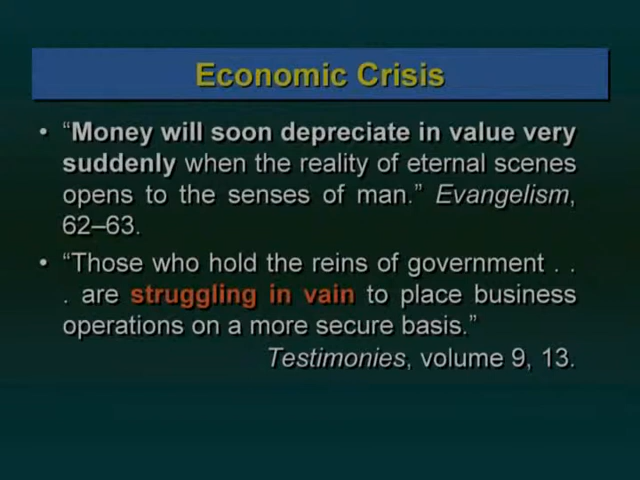 Economic Crisis
• “Money will soon depreciate in value very
suddenly when the reality of eternal scenes
opens to the senses of man.” Evangelism,
62–63.
• “Those who hold the reins of government . .
. are struggling in vain to place business
operations on a more secure basis.”
Testimonies, volume 9, 13.